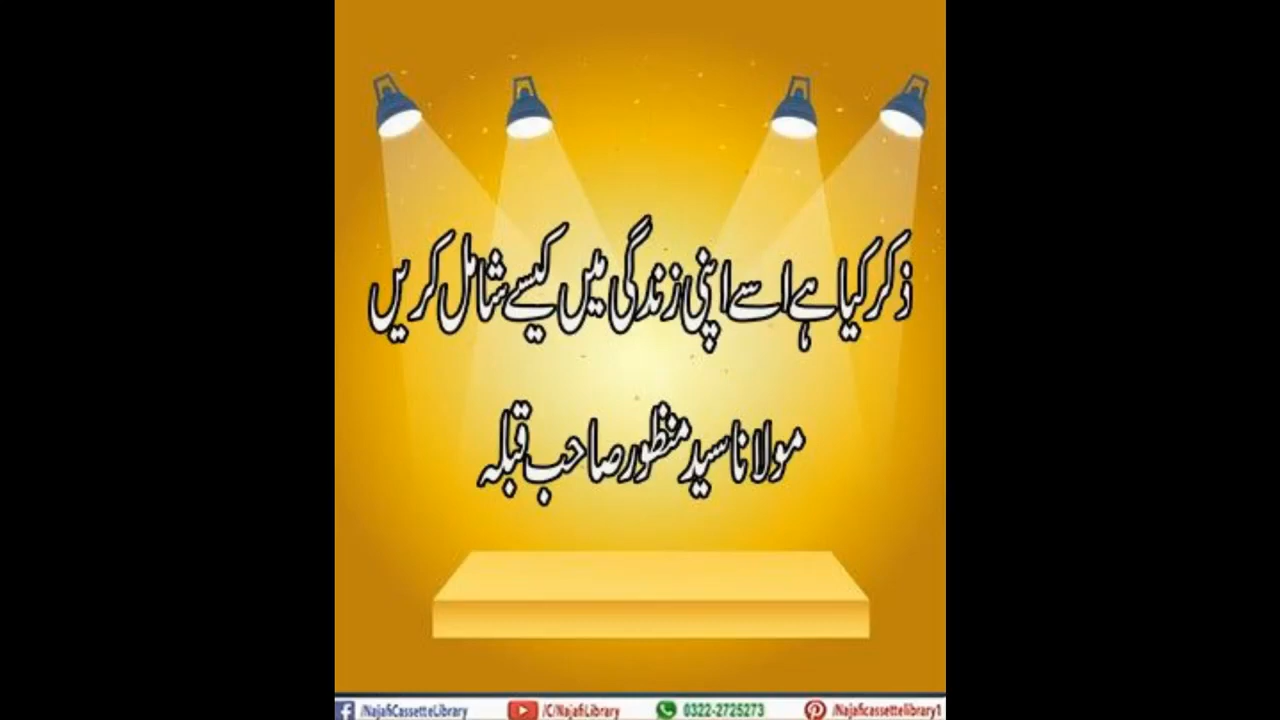 ذکر کیا ہے اسے اپنی زندگی میں کیسے شامل کریں
مولانا سید منظور صاحب قبلہ
/NajafiCassetteLibrary /C/NajafiLibrary 0322-2725273 /Najaficassettelibrary1